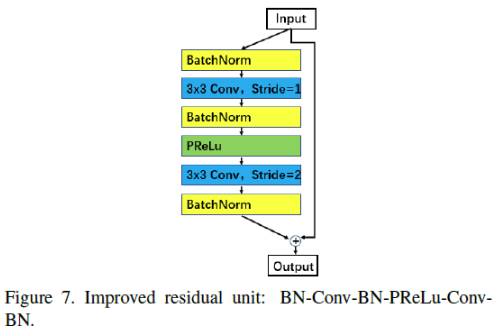 Input
BatchNorm
3x3 Conv, Stride=1
BatchNorm
PReLu
3x3 Conv, Stride=2
BatchNorm
Output
Figure 7. Improved residual unit: BN-Conv-BN-PReLu-Conv-
BN.